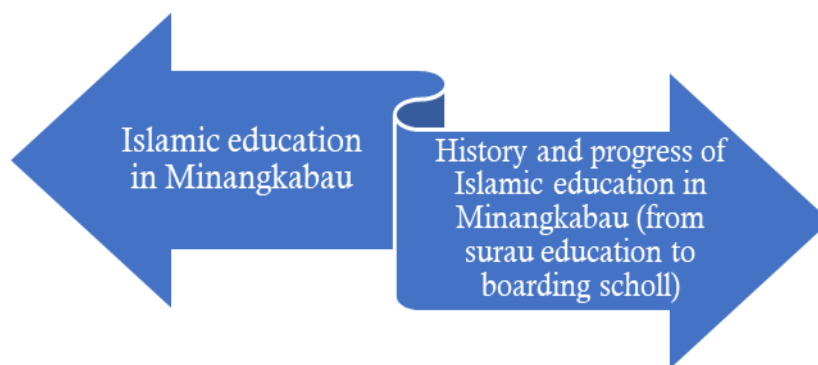 Islamic education
in Minangkabau
History and progress of
Islamic education in
Minangkabau (from
surau education to
boarding scholl)